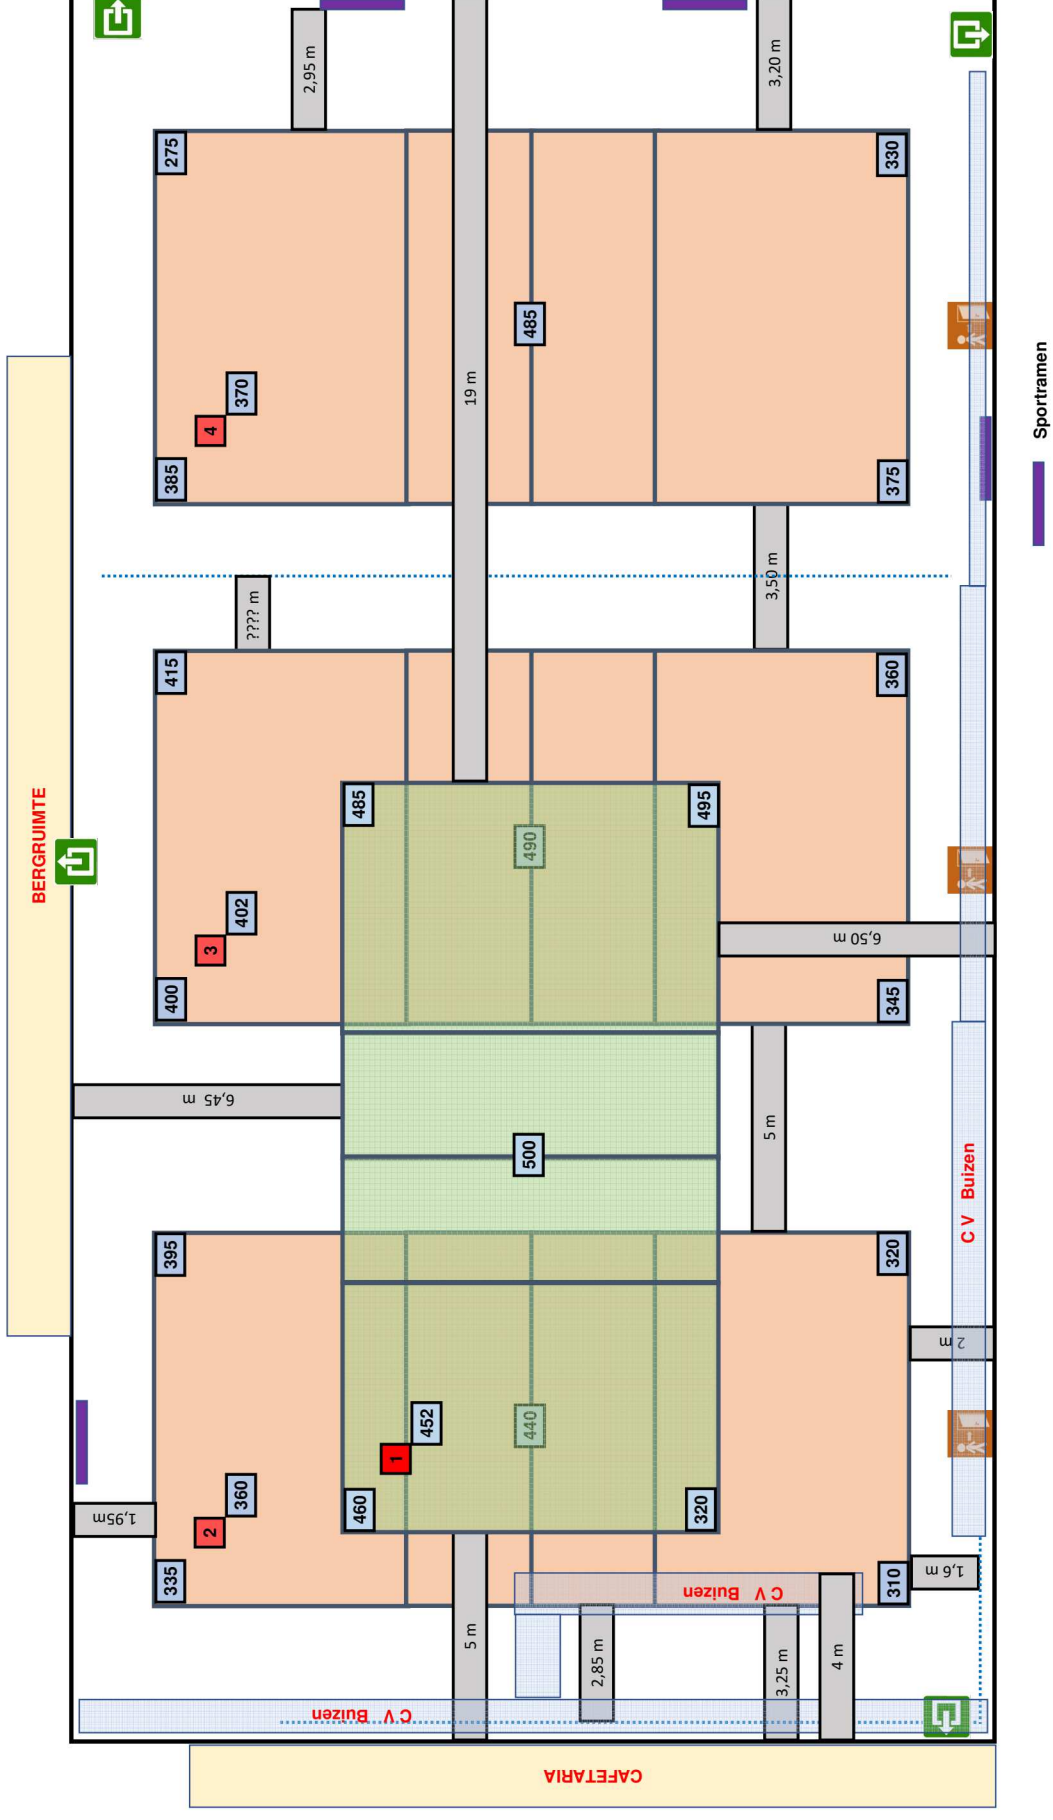 2,95 m
3,20 m
275
330
19 m
485
4
370
385
375
Sportramen
3,50 m
???? m
415
360
BERGRUIMTE
485
490
495
3
402
400
345
6,50 m
6,45 m
500
5 m
C V Buizen
395
320
2 m
1
452
440
460
320
1,95m
2
360
335
310
1,6 m
C V Buizen
5 m
2,85 m
3,25 m
4 m
C V Buizen
CAFETARIA